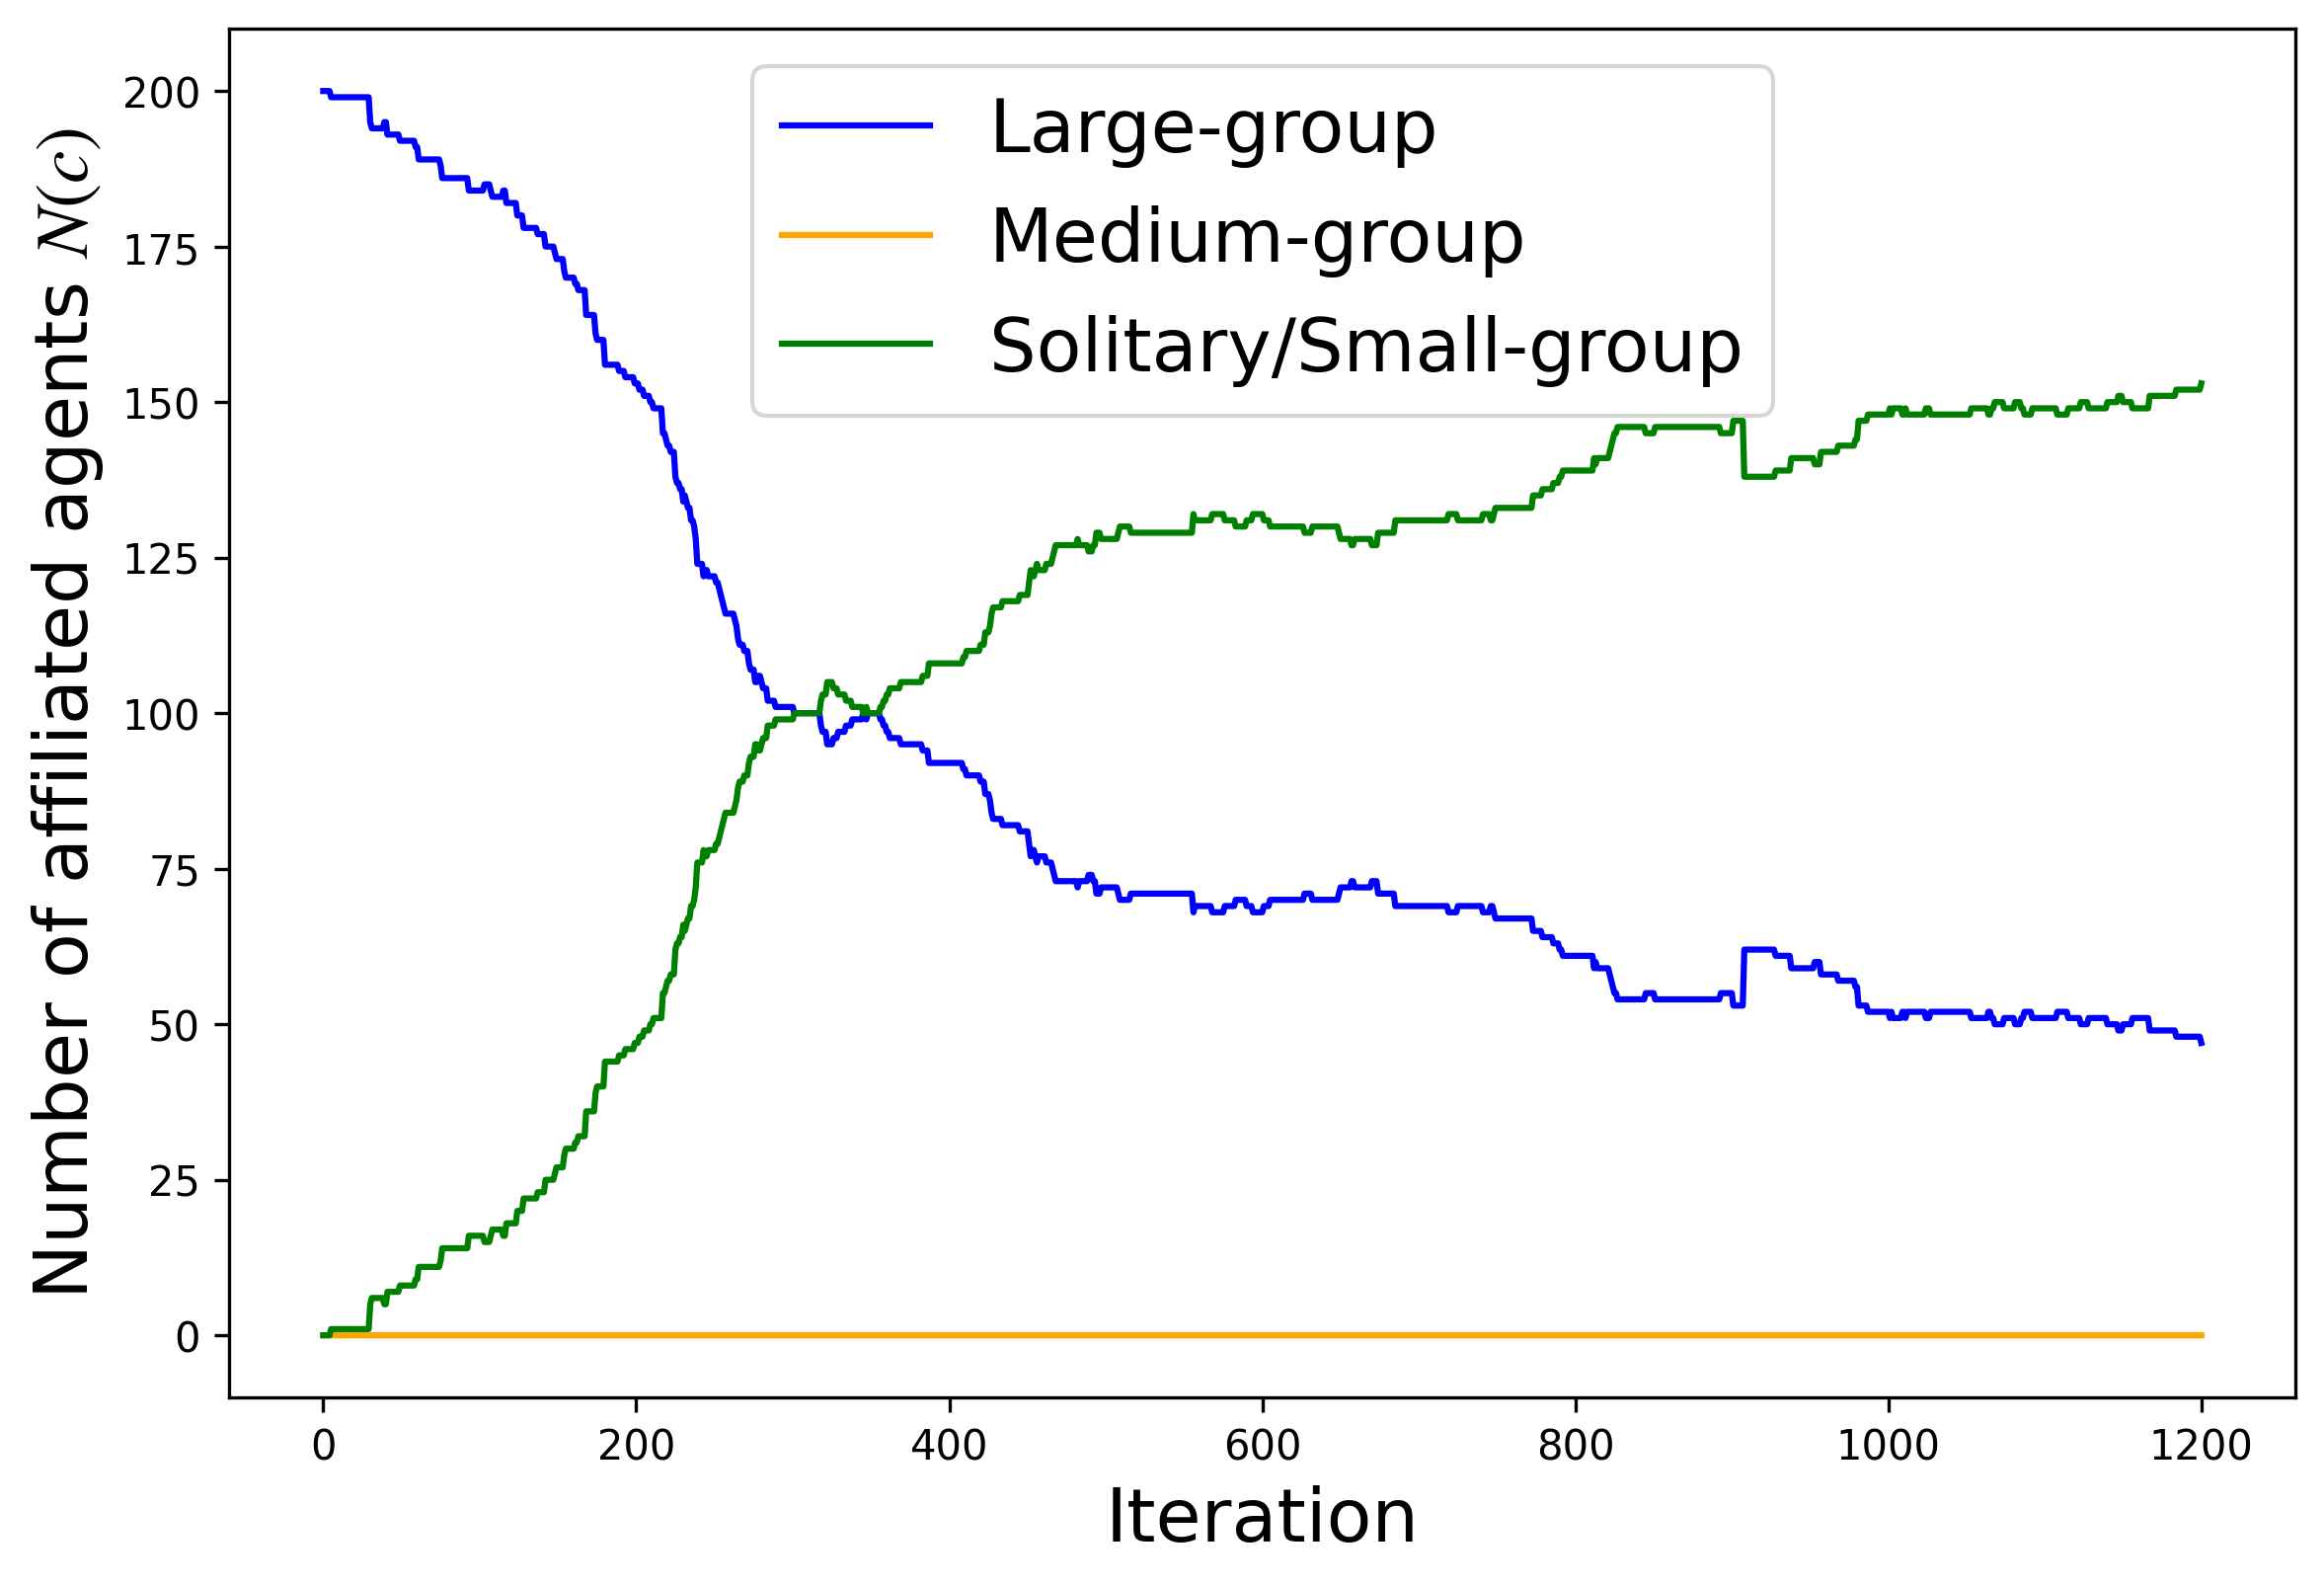 Number of affiliated agents N(c)
200
175
150
125
100
75
50
25
0
Large-group
Medium-group
Solitary/Small-group
0 200 400 600 800 1000 1200
Iteration